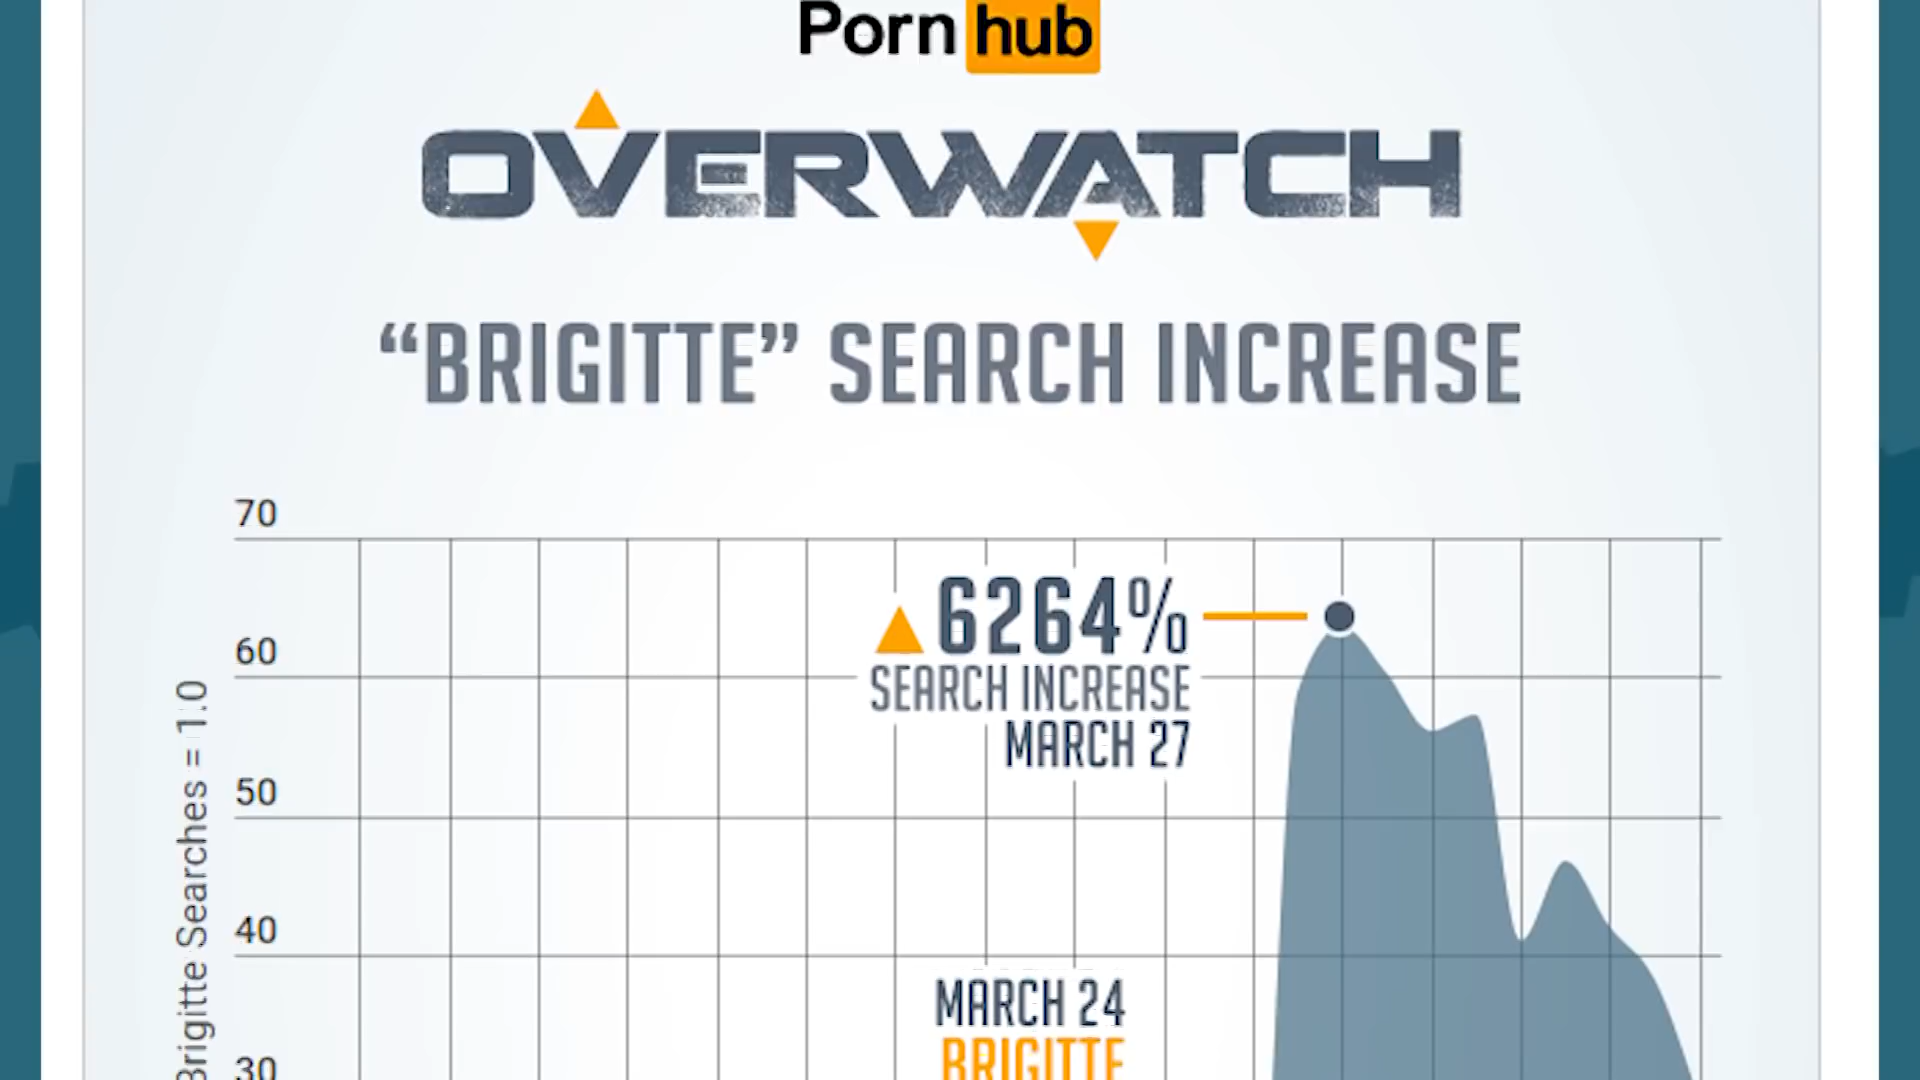 Porn hub
OVERWATCH
“BRIGITTE” SEARCH INCREASE
70
60
50
40
30
Brigitte Searches = 1.0
▲6264%
SEARCH INCREASE
MARCH 27
MARCH 24
BRIGITTE